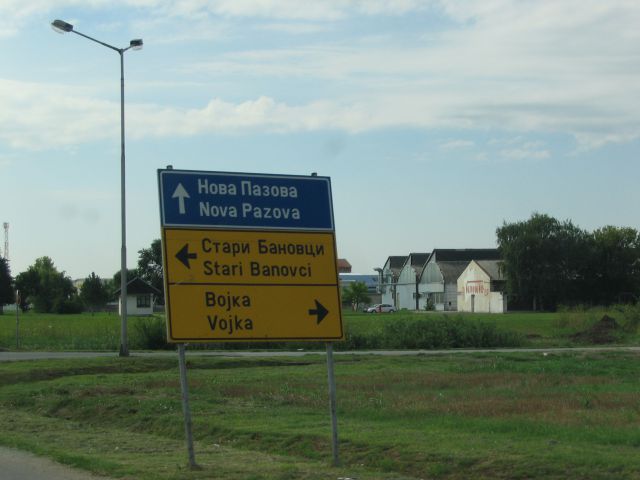 Нова Пазова
Nova Pazova
Стари Бановци
Stari Banovci
Војка
Vojka